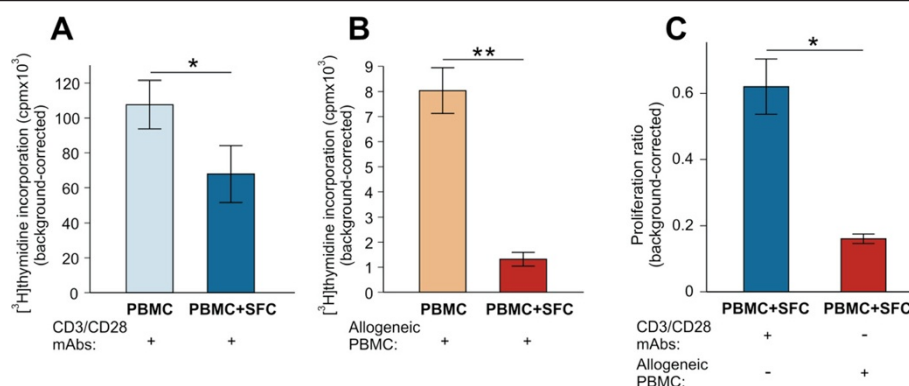 A
[³H]thymidine incorporation (cpmx10³)
(background-corrected)
120
100
80
60
40
20
0
*
PBMC PBMC+SFC
CD3/CD28
mAbs: + +
B
[³H]thymidine incorporation (cpmx10³)
(background-corrected)
9
8
7
6
5
4
3
2
1
0
**
PBMC PBMC+SFC
Allogeneic
PBMC: + +
C
Proliferation ratio
(background-corrected)
0.6
0.4
0.2
0
*
PBMC+SFC PBMC+SFC
CD3/CD28
mAbs: + -
Allogeneic
PBMC: - +